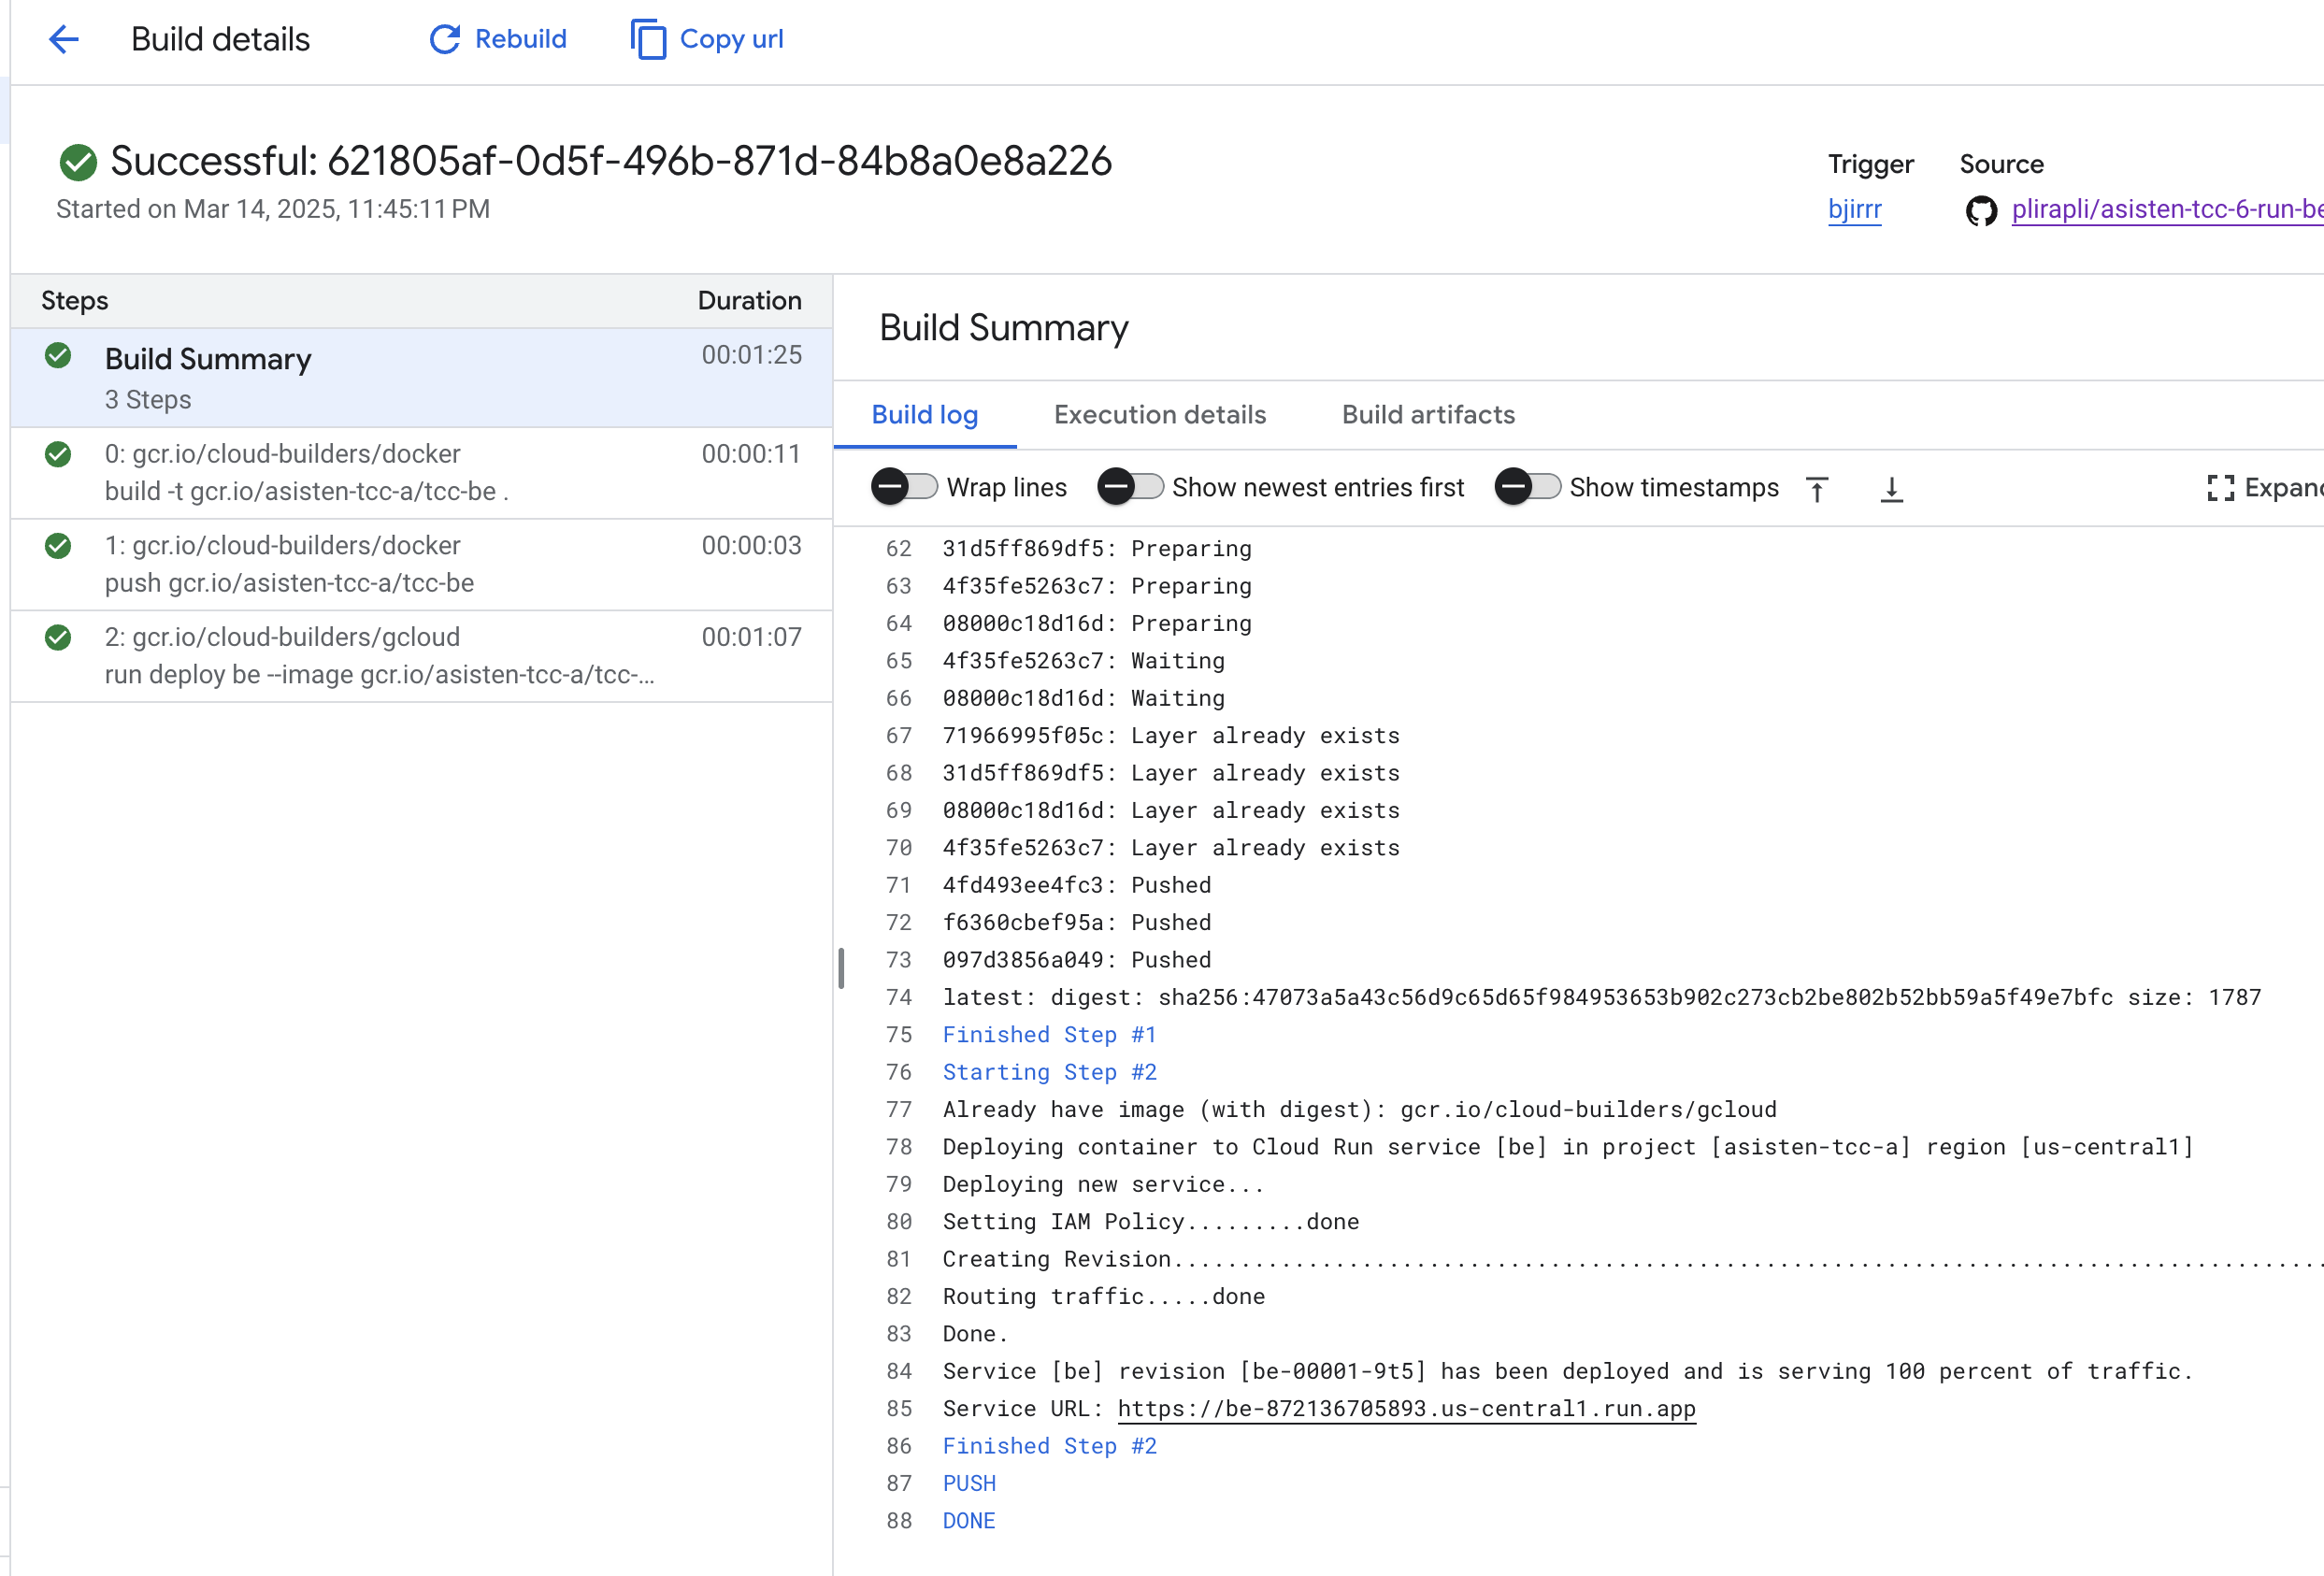 Build details Rebuild Copy url
Successful: 621805af-0d5f-496b-871d-84b8a0e8a226
Started on Mar 14, 2025, 11:45:11 PM
Trigger Source
bjirrr plirapli/asisten-tcc-6-run-be
Steps Duration
Build Summary 00:01:25
3 Steps
0: gcr.io/cloud-builders/docker 00:00:11
build -t gcr.io/asisten-tcc-a/tcc-be .
1: gcr.io/cloud-builders/docker 00:00:03
push gcr.io/asisten-tcc-a/tcc-be
2: gcr.io/cloud-builders/gcloud 00:01:07
run deploy be --image gcr.io/asisten-tcc-a/tcc-...
Build Summary
Build log Execution details Build artifacts
Wrap lines Show newest entries first Show timestamps
62 31d5ff869df5: Preparing
63 4f35fe5263c7: Preparing
64 08000c18d16d: Preparing
65 4f35fe5263c7: Waiting
66 08000c18d16d: Waiting
67 71966995f05c: Layer already exists
68 31d5ff869df5: Layer already exists
69 08000c18d16d: Layer already exists
70 4f35fe5263c7: Layer already exists
71 4fd493ee4fc3: Pushed
72 f6360cbef95a: Pushed
73 097d3856a049: Pushed
74 latest: digest: sha256:47073a5a43c56d9c65d65f984953653b902c273cb2be802b52bb59a5f49e7bfc size: 1787
75 Finished Step #1
76 Starting Step #2
77 Already have image (with digest): gcr.io/cloud-builders/gcloud
78 Deploying container to Cloud Run service [be] in project [asisten-tcc-a] region [us-central1]
79 Deploying new service...
80 Setting IAM Policy.........done
81 Creating Revision......................................................................................
82 Routing traffic.....done
83 Done.
84 Service [be] revision [be-00001-9t5] has been deployed and is serving 100 percent of traffic.
85 Service URL: https://be-872136705893.us-central1.run.app
86 Finished Step #2
87 PUSH
88 DONE